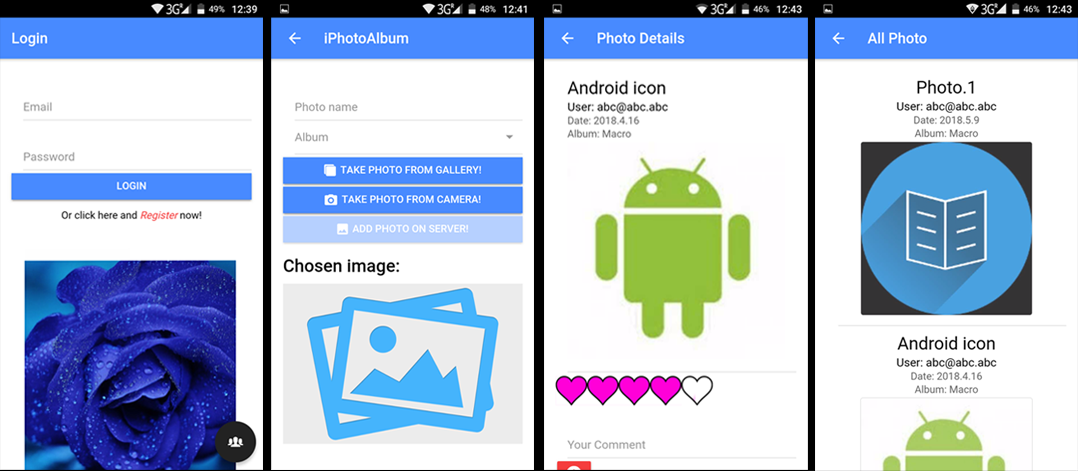 3G 49% 12:39
Login
Email
Password
LOGIN
Or click here and Register now!
3G 48% 12:41
iPhotoAlbum
Photo name
Album
TAKE PHOTO FROM GALLERY!
TAKE PHOTO FROM CAMERA!
ADD PHOTO ON SERVER!
Chosen image:
3G 46% 12:43
Photo Details
Android icon
User: abc@abc.abc
Date: 2018.4.16
Album: Macro
Your Comment
3G 46% 12:43
All Photo
Photo.1
User: abc@abc.abc
Date: 2018.5.9
Album: Macro
Android icon
User: abc@abc.abc
Date: 2018.4.16
Album: Macro